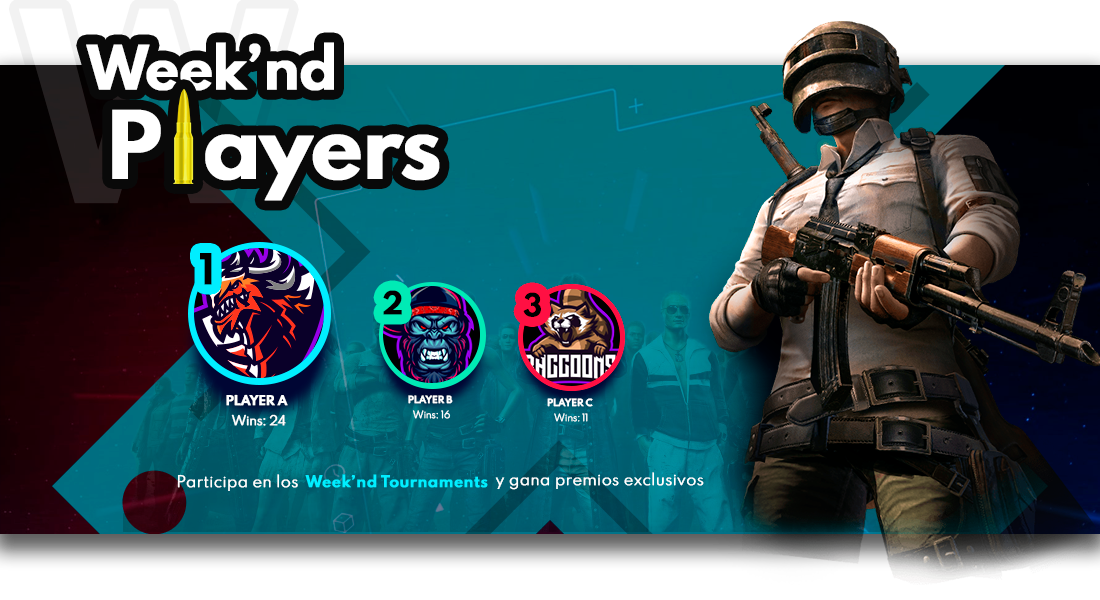 Week'nd
Players
1
2
3
RACCOONS
PLAYER A
Wins: 24
PLAYER B
Wins: 16
PLAYER C
Wins: 11
Participa en los Week'nd Tournaments y gana premios exclusivos